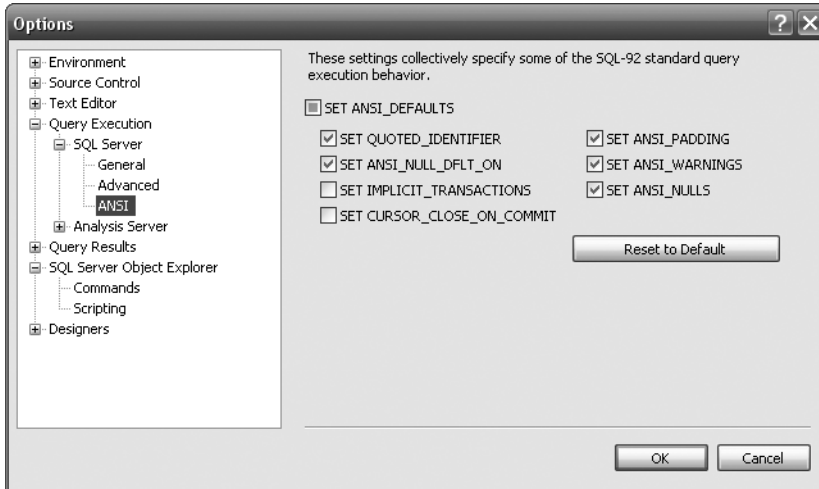 Options
Environment
Source Control
Text Editor
Query Execution
SQL Server
General
Advanced
ANSI
Analysis Server
Query Results
SQL Server Object Explorer
Commands
Scripting
Designers
These settings collectively specify some of the SQL-92 standard query
execution behavior.
SET ANSI_DEFAULTS
SET QUOTED_IDENTIFIER
SET ANSI_NULL_DFLT_ON
SET IMPLICIT_TRANSACTIONS
SET CURSOR_CLOSE_ON_COMMIT
SET ANSI_PADDING
SET ANSI_WARNINGS
SET ANSI_NULLS
Reset to Default
OK
Cancel